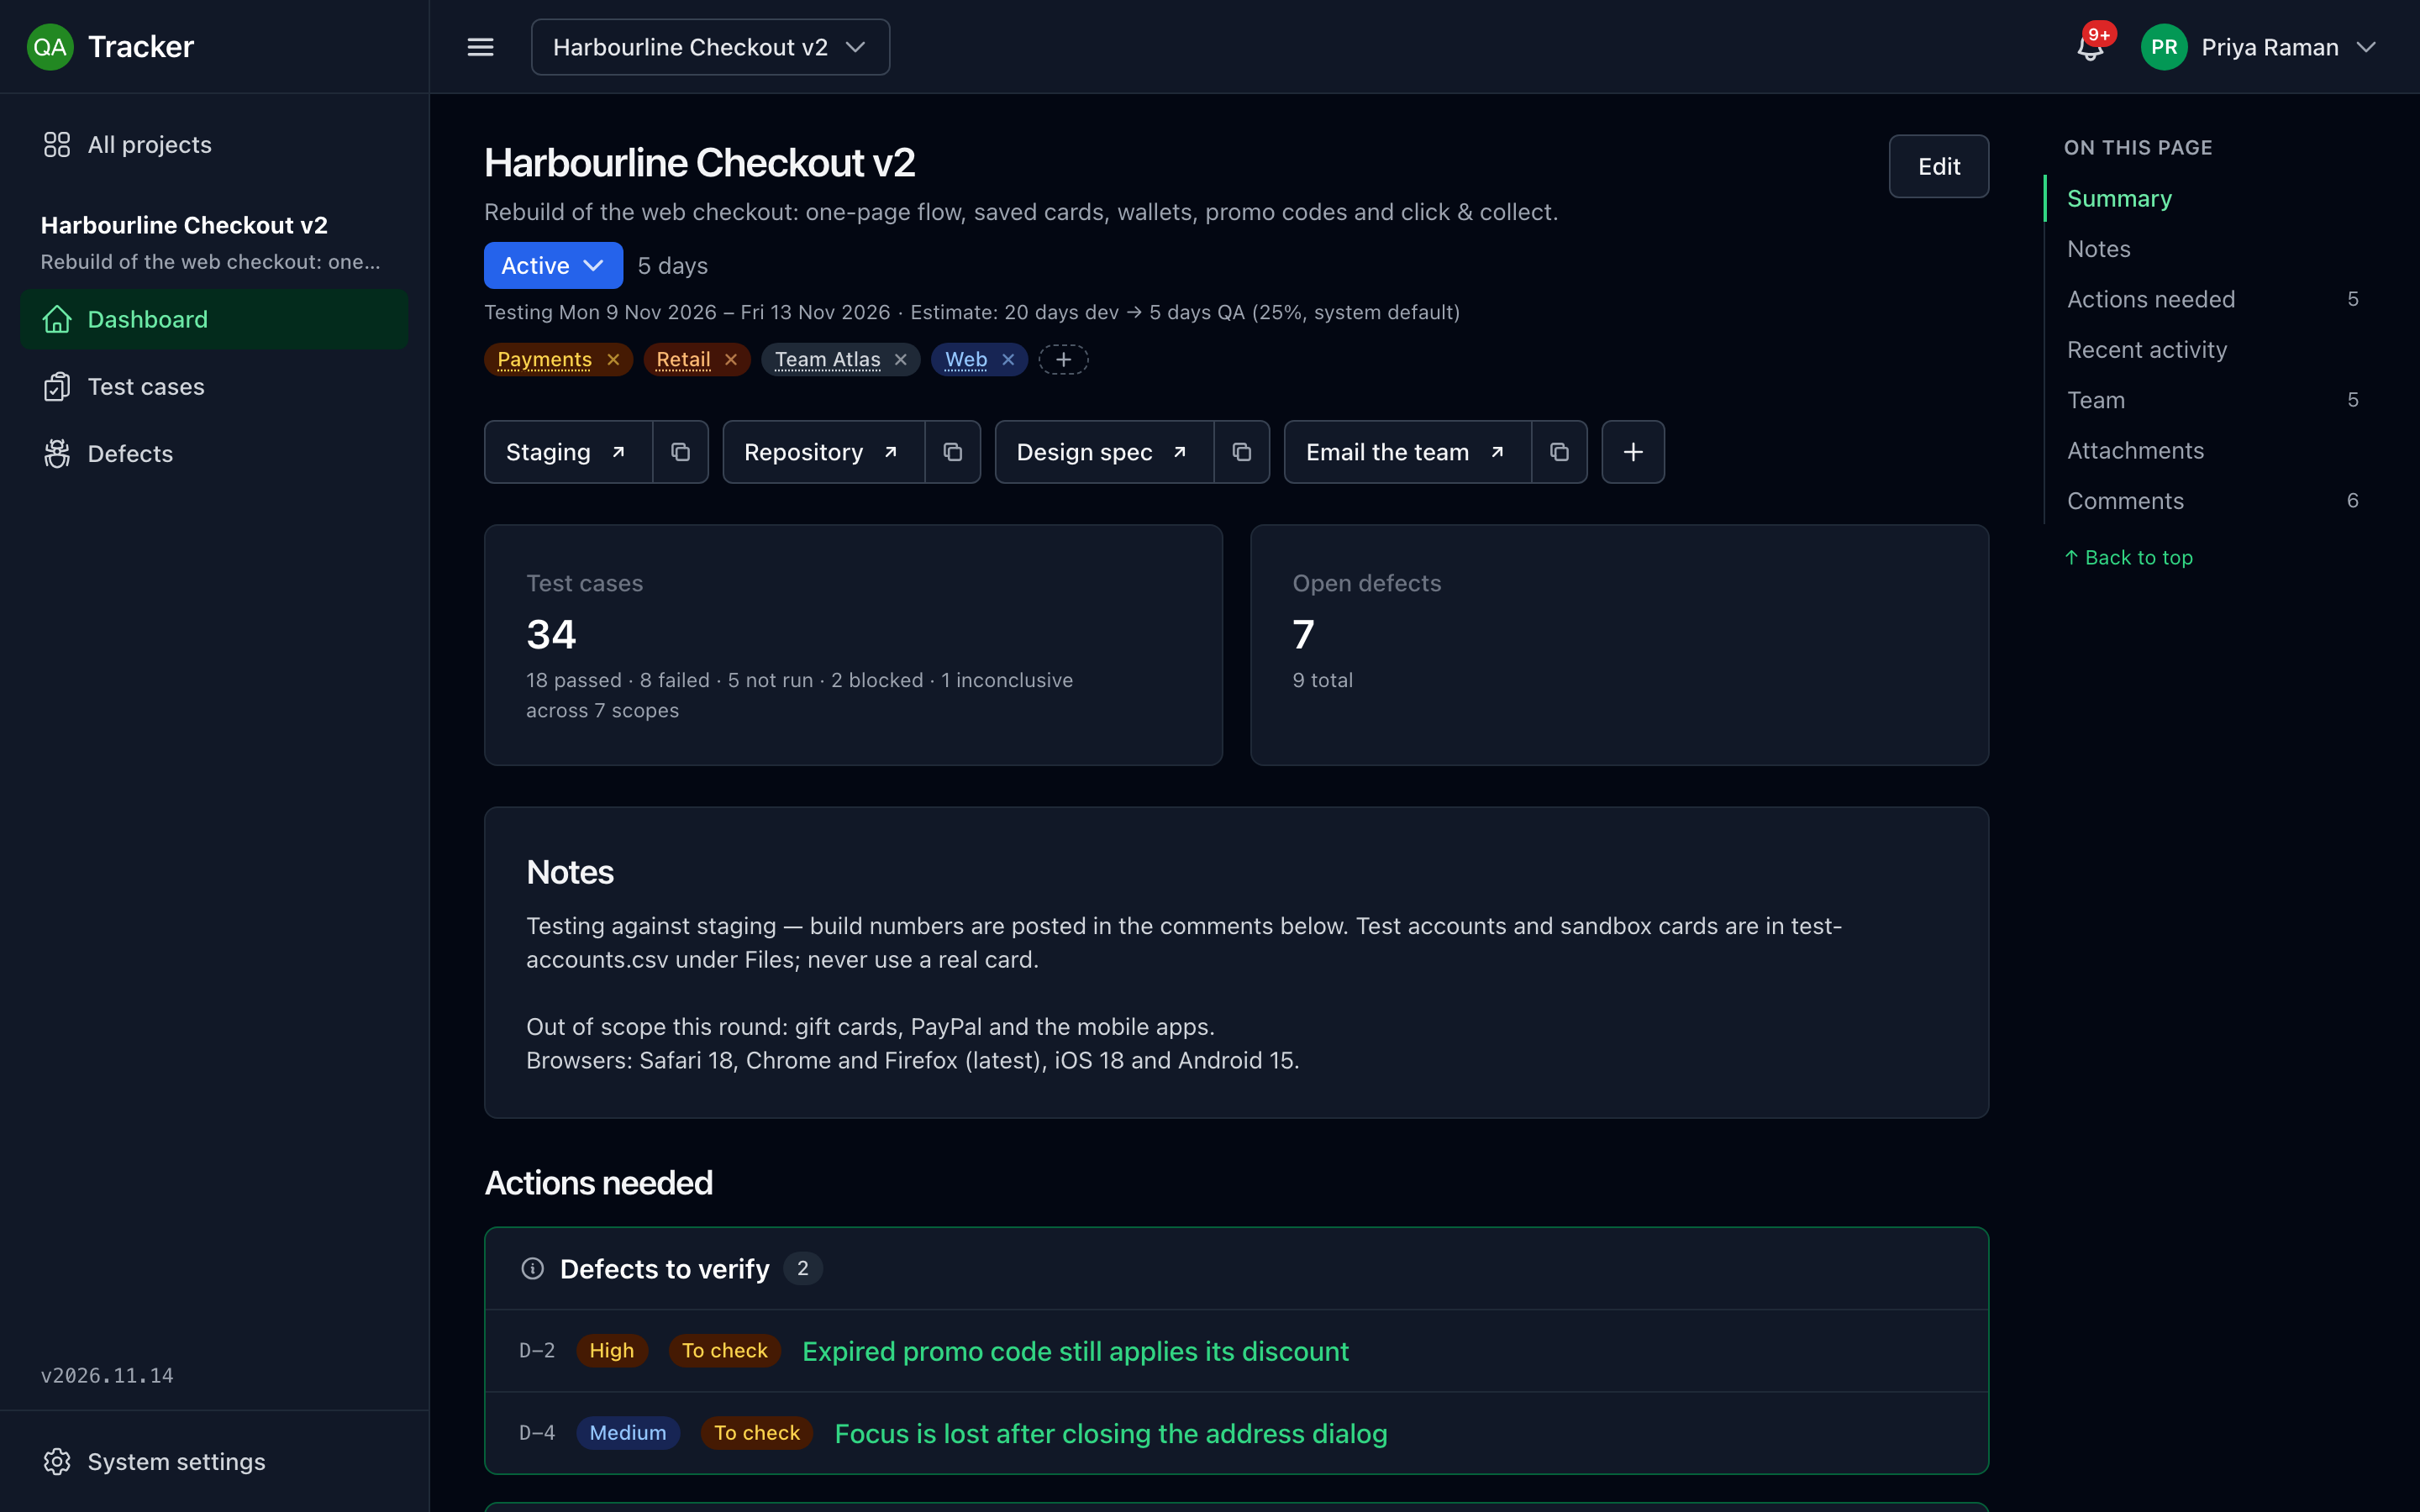 QA Tracker
Harbourline Checkout v2
9+
PR Priya Raman
All projects
Harbourline Checkout v2
Rebuild of the web checkout: one...
Dashboard
Test cases
Defects
v2026.11.14
System settings
Harbourline Checkout v2
Edit
Rebuild of the web checkout: one-page flow, saved cards, wallets, promo codes and click & collect.
Active 5 days
Testing Mon 9 Nov 2026 – Fri 13 Nov 2026 · Estimate: 20 days dev → 5 days QA (25%, system default)
Payments × Retail × Team Atlas × Web × +
Staging ↗ Repository ↗ Design spec ↗ Email the team ↗ +
Test cases
34
18 passed · 8 failed · 5 not run · 2 blocked · 1 inconclusive
across 7 scopes
Open defects
7
9 total
Notes
Testing against staging — build numbers are posted in the comments below. Test accounts and sandbox cards are in test-
accounts.csv under Files; never use a real card.
Out of scope this round: gift cards, PayPal and the mobile apps.
Browsers: Safari 18, Chrome and Firefox (latest), iOS 18 and Android 15.
Actions needed
Defects to verify 2
D–2 High To check Expired promo code still applies its discount
D–4 Medium To check Focus is lost after closing the address dialog
ON THIS PAGE
Summary
Notes
Actions needed 5
Recent activity
Team 5
Attachments
Comments 6
↑ Back to top